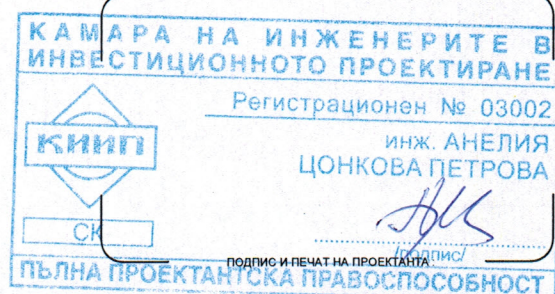 КАМАРА НА ИНЖЕНЕРИТЕ В
ИНВЕСТИЦИОННОТО ПРОЕКТИРАНЕ
Регистрационен № 03002
КИИП
инж. АНЕЛИЯ
ЦОНКОВА ПЕТРОВА
СК
/подпис/
ПОДПИС И ПЕЧАТ НА ПРОЕКТАНТА
ПЪЛНА ПРОЕКТАНТСКА ПРАВОСПОСОБНОСТ